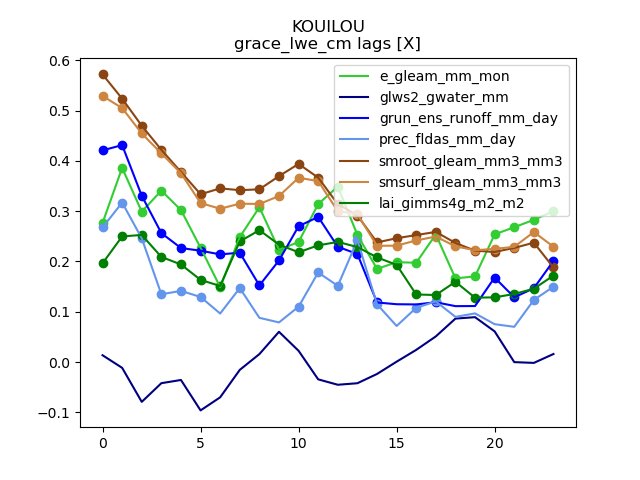 KOUILOU
grace_lwe_cm lags [X]
e_gleam_mm_mon
glws2_gwater_mm
grun_ens_runoff_mm_day
prec_fldas_mm_day
smroot_gleam_mm3_mm3
smsurf_gleam_mm3_mm3
lai_gimms4g_m2_m2
0.6
0.5
0.4
0.3
0.2
0.1
0.0
−0.1
0
5
10
15
20